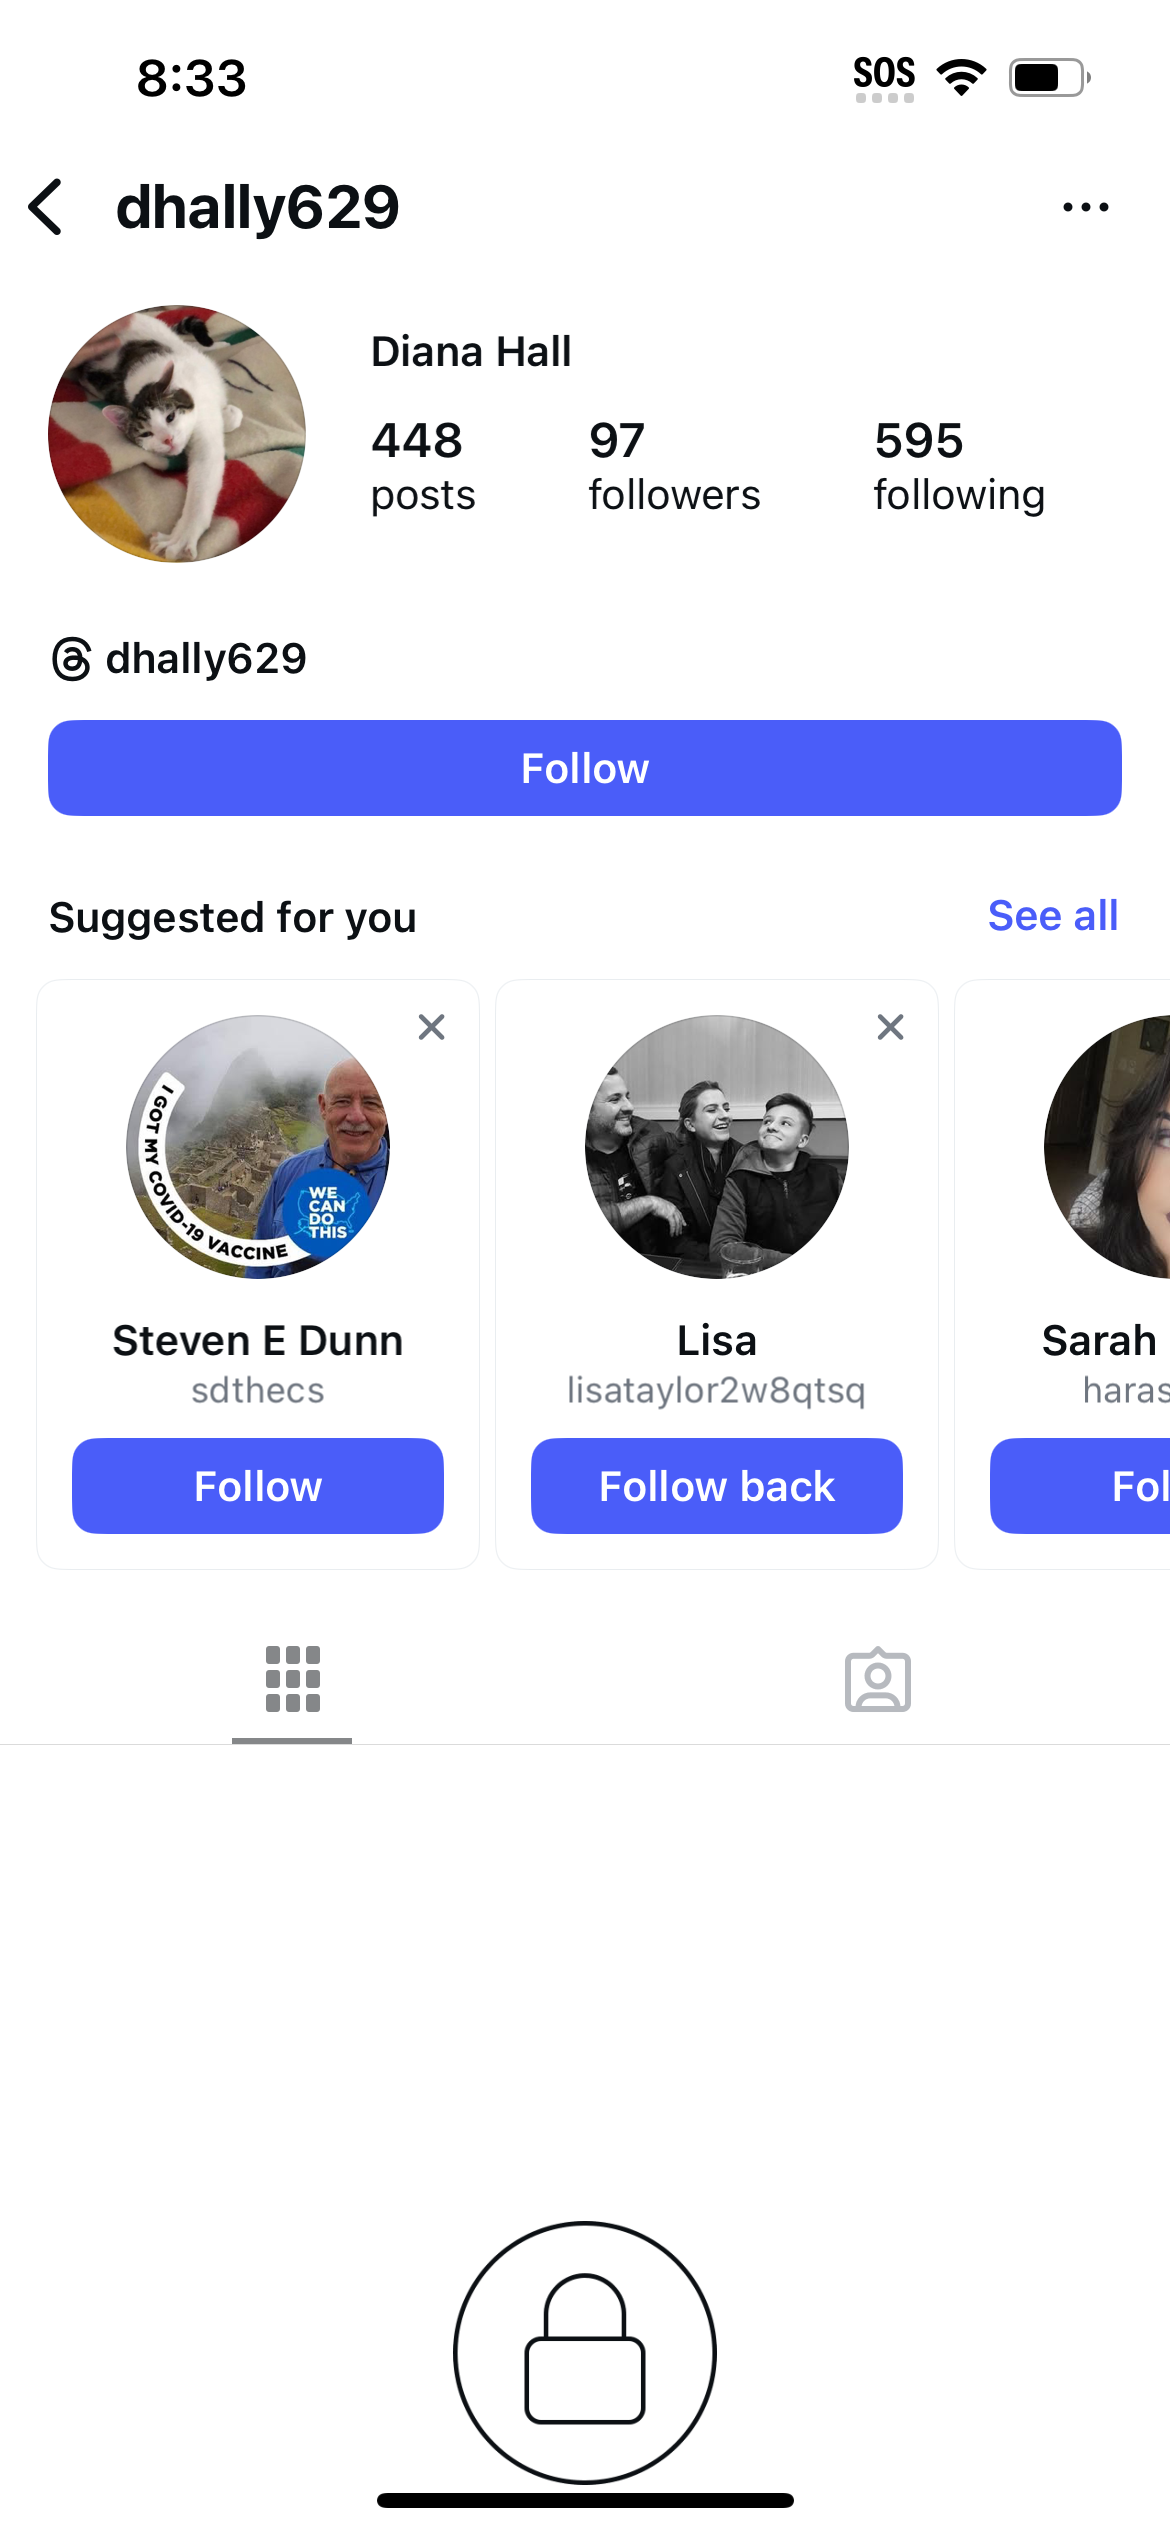 8:33
SOS
dhally629
Diana Hall
448
posts
97
followers
595
following
dhally629
Follow
Suggested for you
See all
I GOT MY COVID-19 VACCINE
WE
CAN
DO
THIS
Steven E Dunn
sdthecs
Follow
Lisa
lisataylor2w8qtsq
Follow back
Sarah
haras
Fol